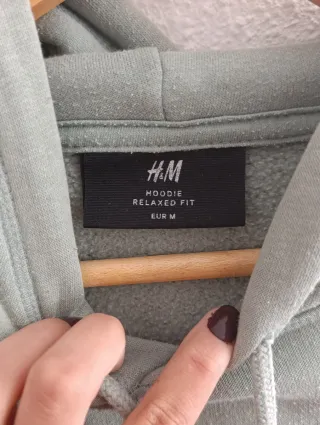 H&M
HOODIE
RELAXED FIT
EUR M